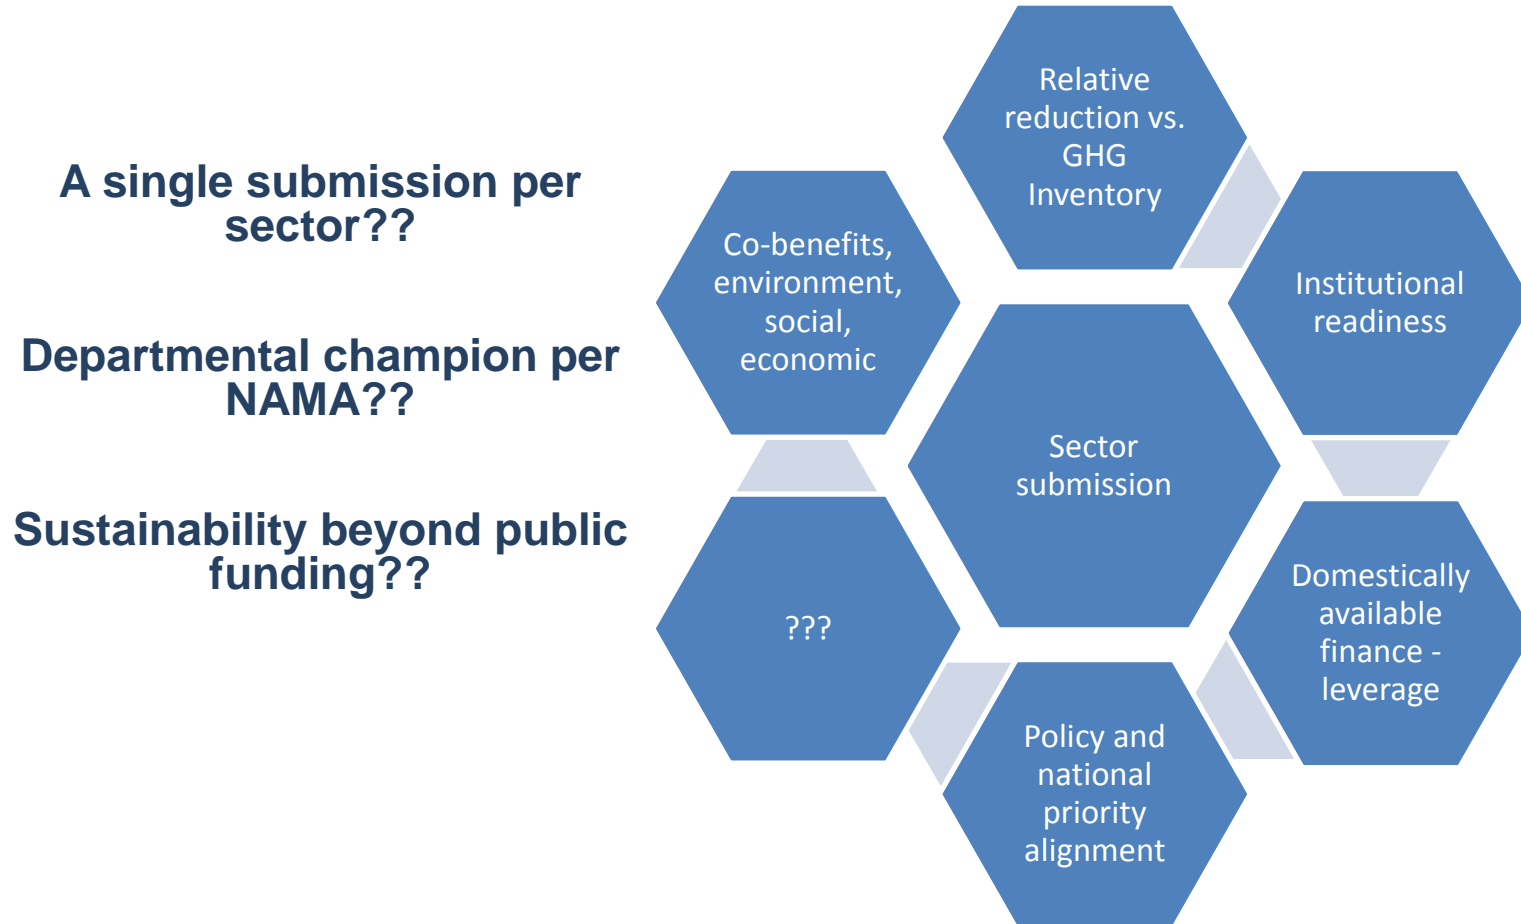 A single submission per
sector??
Departmental champion per
NAMA??
Sustainability beyond public
funding??
Relative
reduction vs.
GHG
Inventory
Institutional
readiness
Domestically
available
finance -
leverage
Policy and
national
priority
alignment
???
Co-benefits,
environment,
social,
economic
Sector
submission